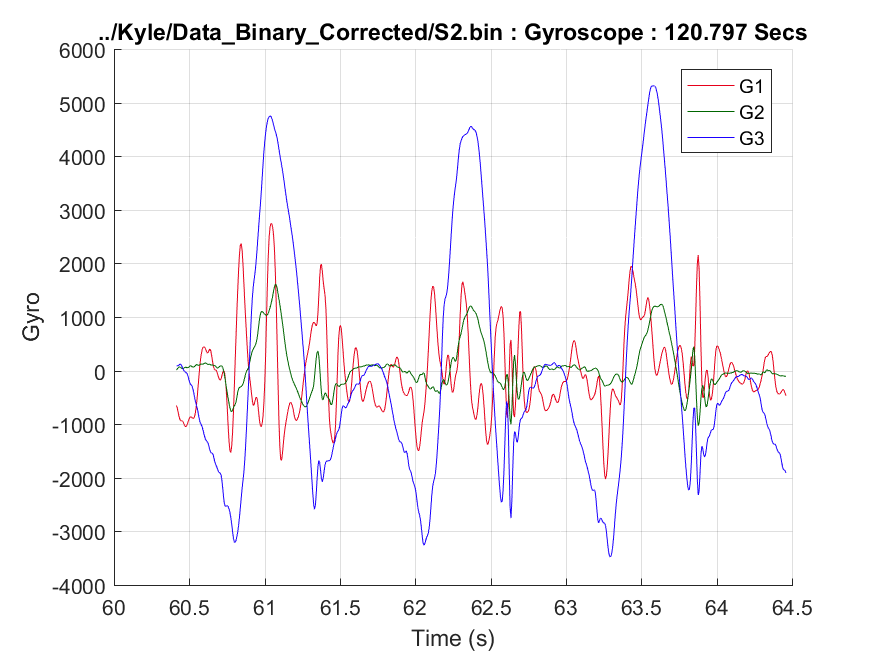 ../Kyle/Data_Binary_Corrected/S2.bin : Gyroscope : 120.797 Secs
6000
5000
4000
3000
2000
1000
0
-1000
-2000
-3000
-4000
Gyro
G1
G2
G3
60 60.5 61 61.5 62 62.5 63 63.5 64 64.5
Time (s)